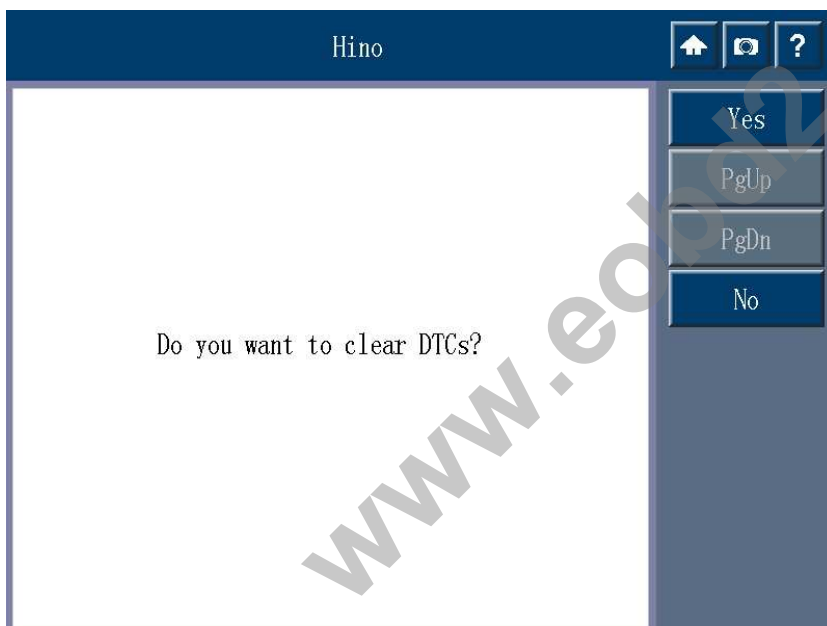 Hino
?
Yes
PgUp
PgDn
No
Do you want to clear DTCs?
www.eobd2